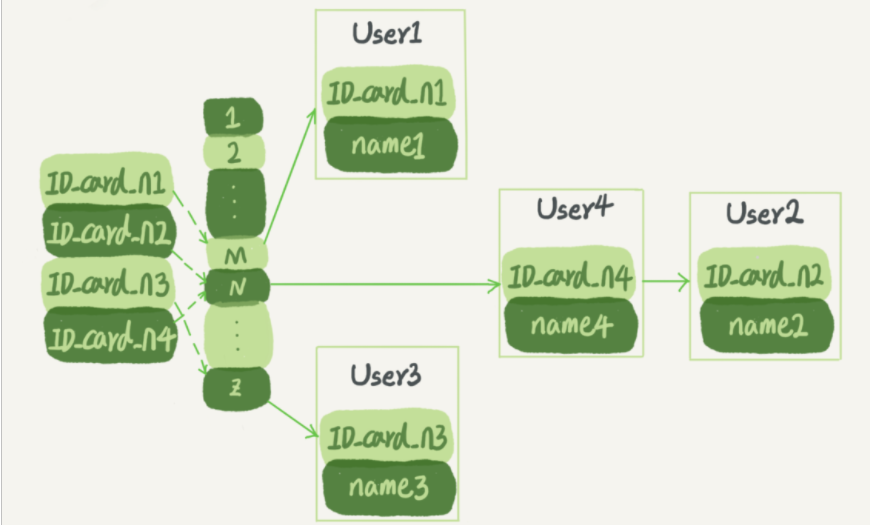 ID_card_n1
ID_card_n2
ID_card_n3
ID_card_n4
1
2
⋮
M
N
⋮
Z
User1
ID_card_n1
name1
User4
ID_card_n4
name4
User2
ID_card_n2
name2
User3
ID_card_n3
name3